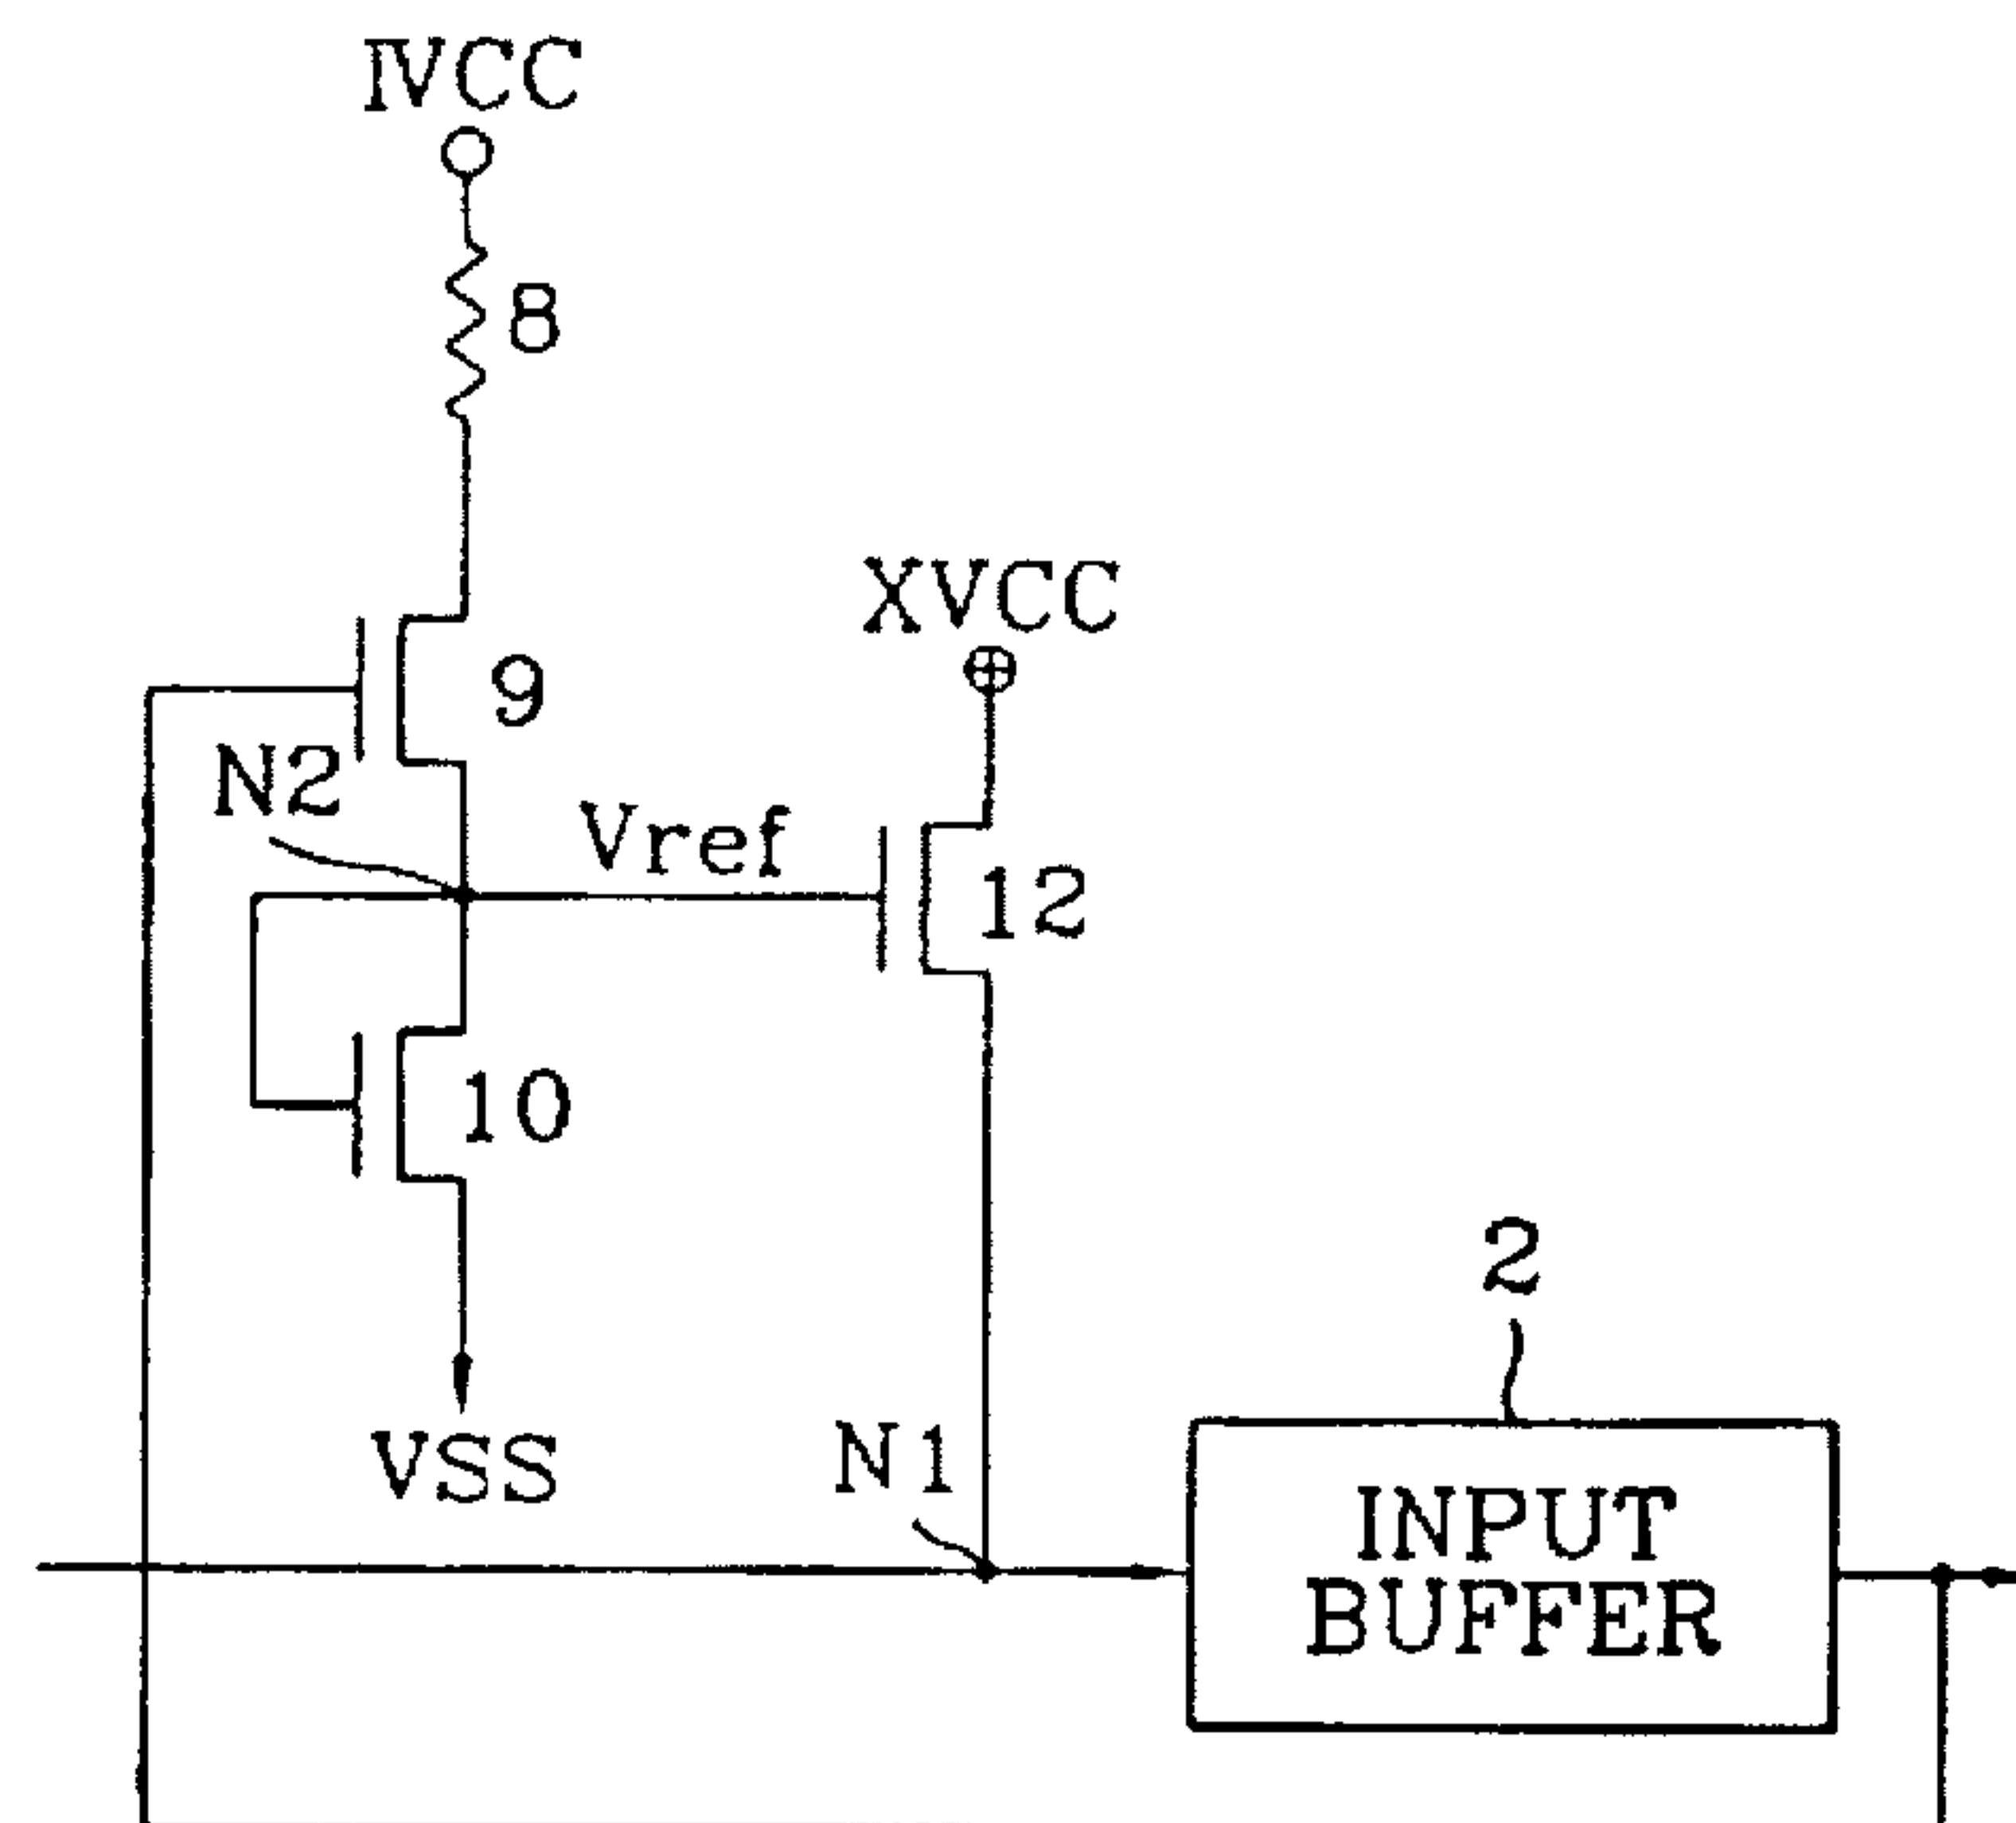 IVCC
8
XVCC
9
N2
Vref
12
10
2
VSS
N1
INPUT
BUFFER